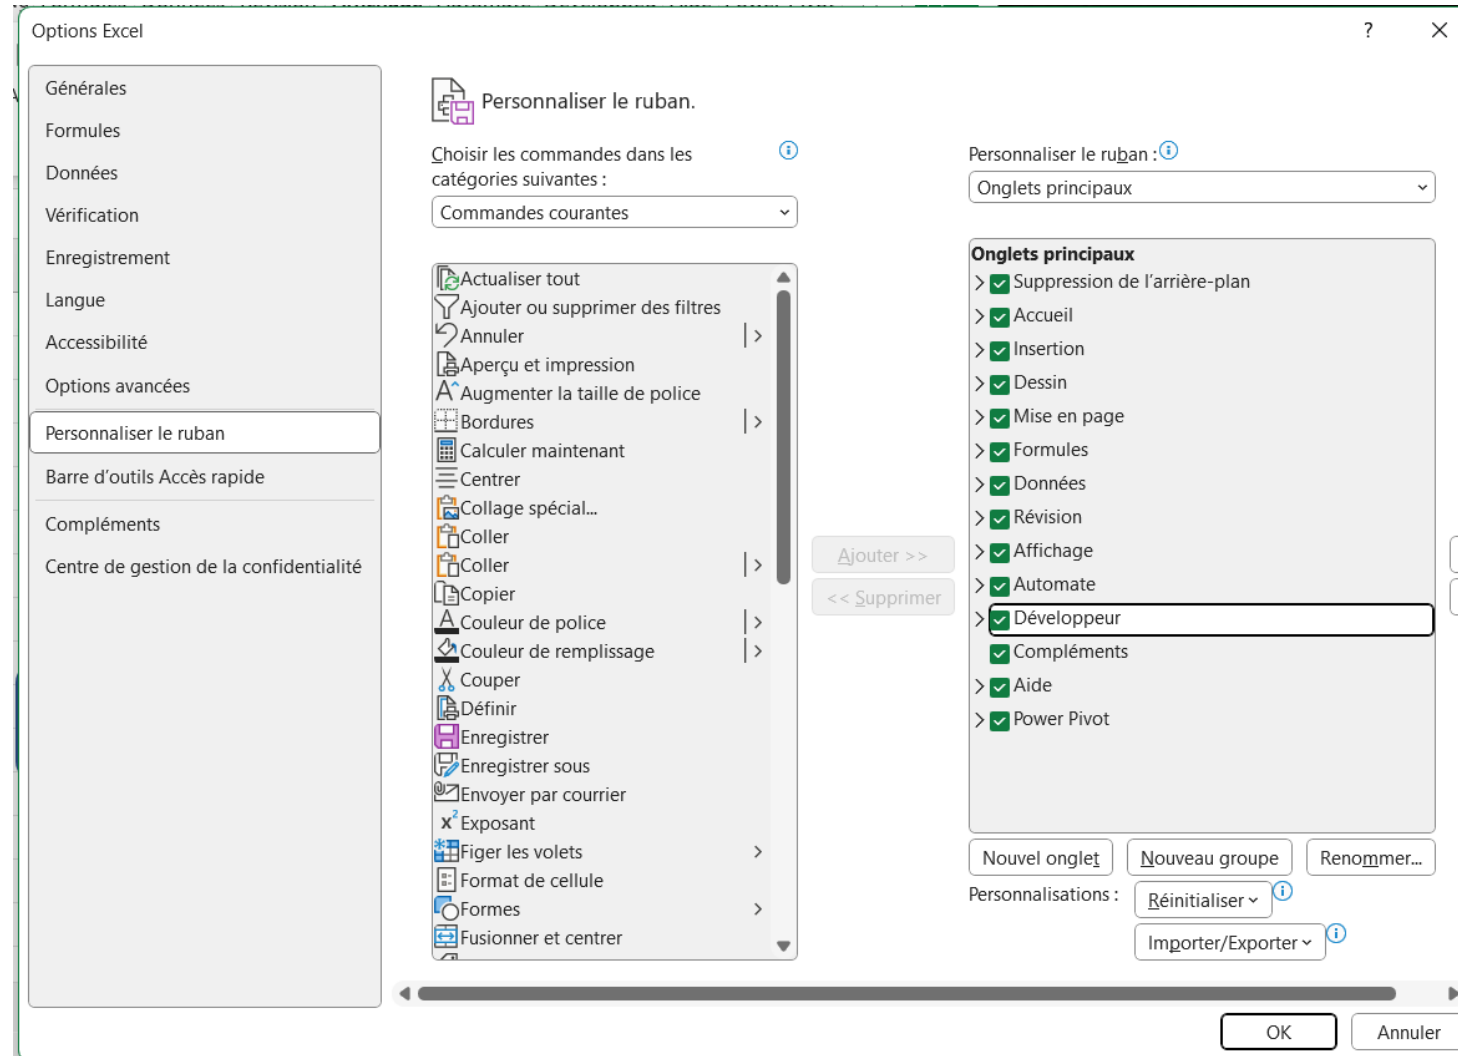 Options Excel
?
Générales
Formules
Données
Vérification
Enregistrement
Langue
Accessibilité
Options avancées
Personnaliser le ruban
Barre d'outils Accès rapide
Compléments
Centre de gestion de la confidentialité
Personnaliser le ruban.
Choisir les commandes dans les
catégories suivantes :
Commandes courantes
Actualiser tout
Ajouter ou supprimer des filtres
Annuler
Aperçu et impression
Augmenter la taille de police
Bordures
Calculer maintenant
Centrer
Collage spécial...
Coller
Coller
Copier
Couleur de police
Couleur de remplissage
Couper
Définir
Enregistrer
Enregistrer sous
Envoyer par courrier
Exposant
Figer les volets
Format de cellule
Formes
Fusionner et centrer
Ajouter >>
<< Supprimer
Personnaliser le ruban :
Onglets principaux
Onglets principaux
Suppression de l'arrière-plan
Accueil
Insertion
Dessin
Mise en page
Formules
Données
Révision
Affichage
Automate
Développeur
Compléments
Aide
Power Pivot
Nouvel onglet
Nouveau groupe
Renommer...
Personnalisations :
Réinitialiser
Importer/Exporter
OK
Annuler